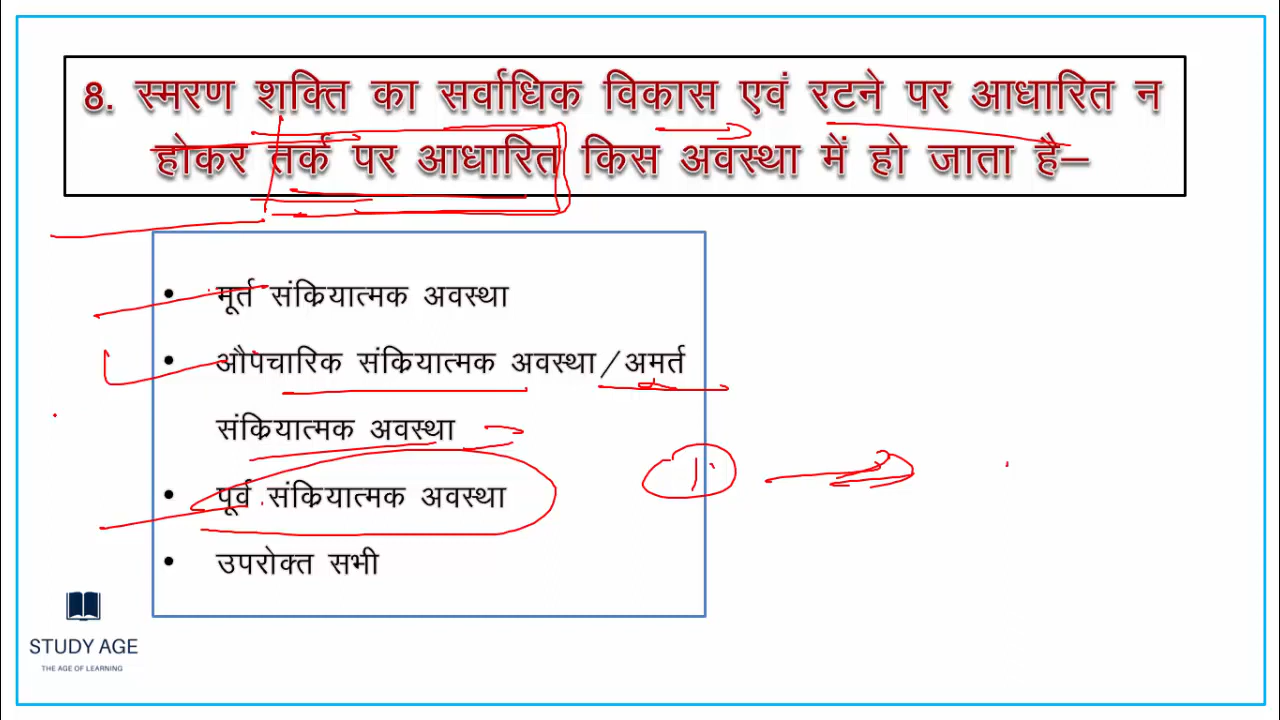 8. स्मरण शक्ति का सर्वाधिक विकास एवं रटने पर आधारित न
होकर तर्क पर आधारित किस अवस्था में हो जाता है–
• मूर्त संक्रियात्मक अवस्था
• औपचारिक संक्रियात्मक अवस्था/अमर्त
संक्रियात्मक अवस्था
• पूर्व संक्रियात्मक अवस्था
• उपरोक्त सभी
STUDY AGE
THE AGE OF LEARNING